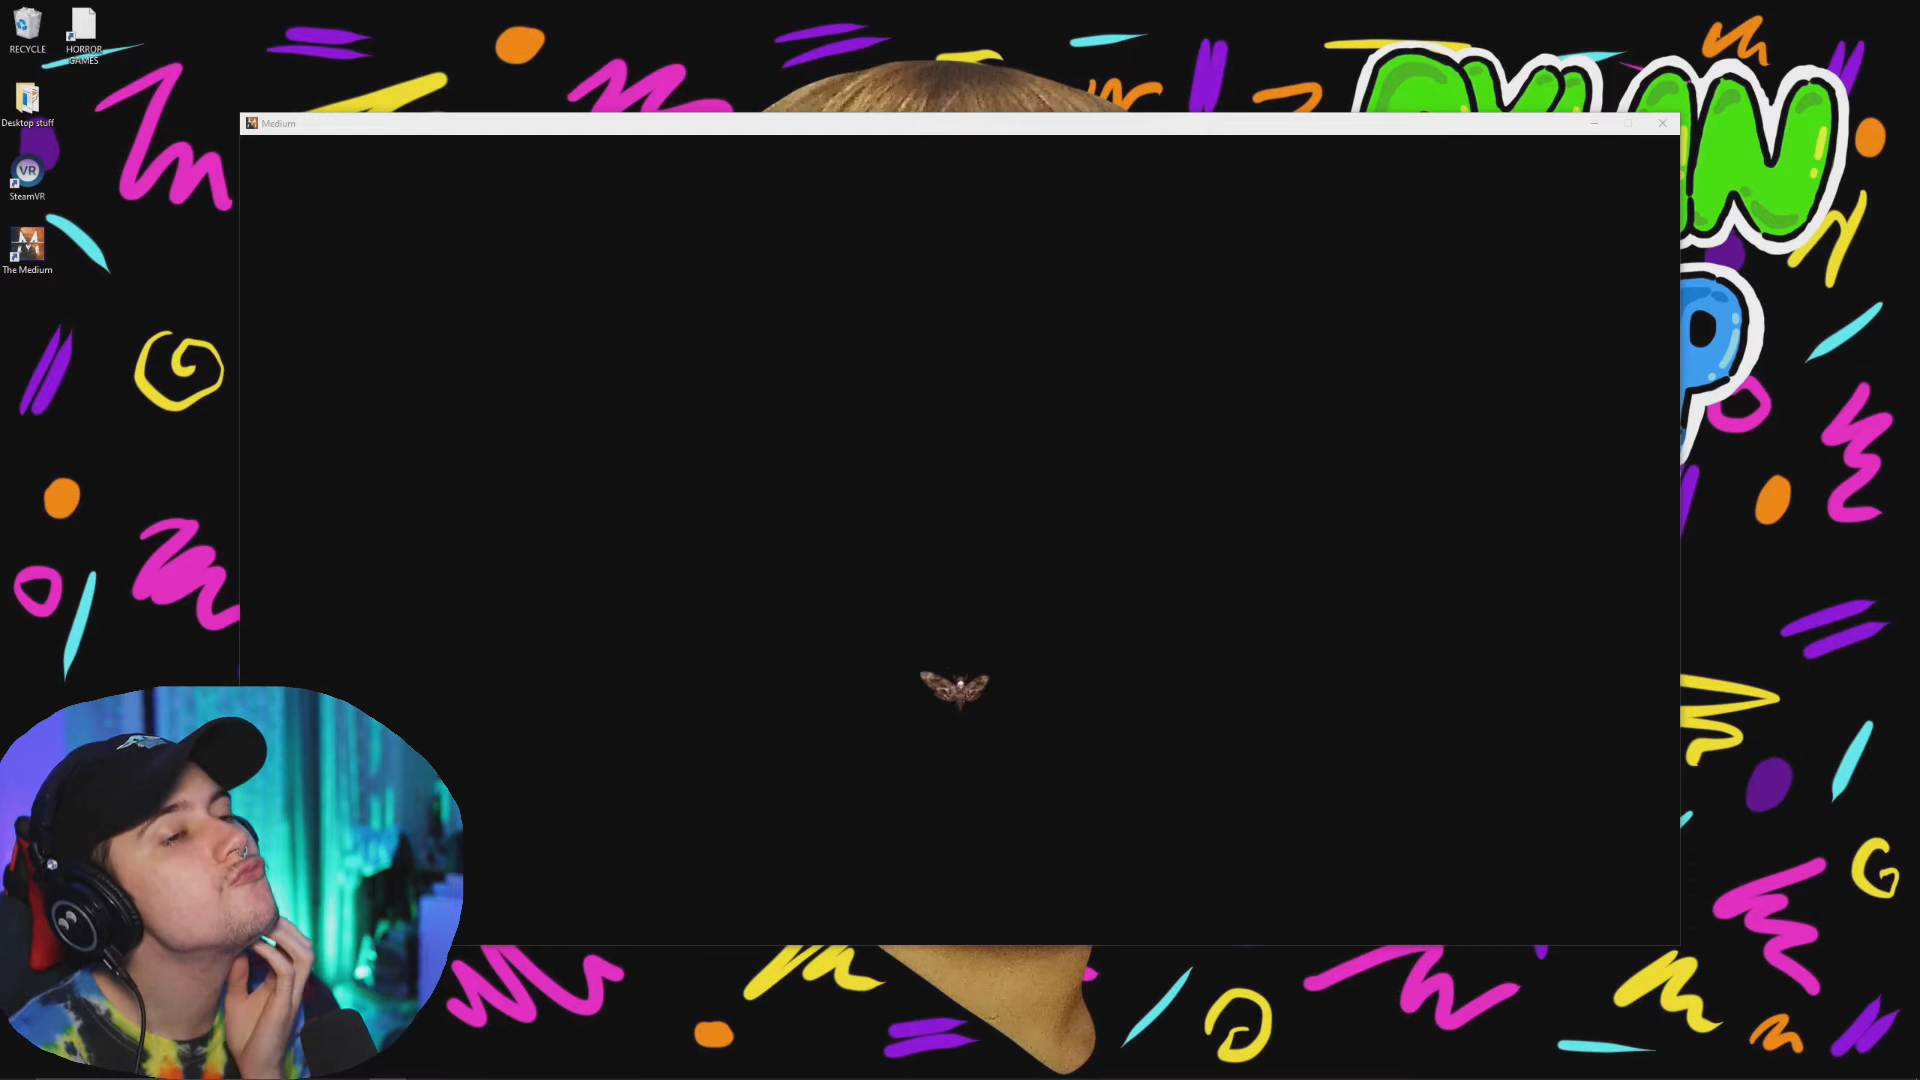 RECYCLE
HORROR
GAMES
Desktop stuff
VR
SteamVR
M
The Medium
Medium